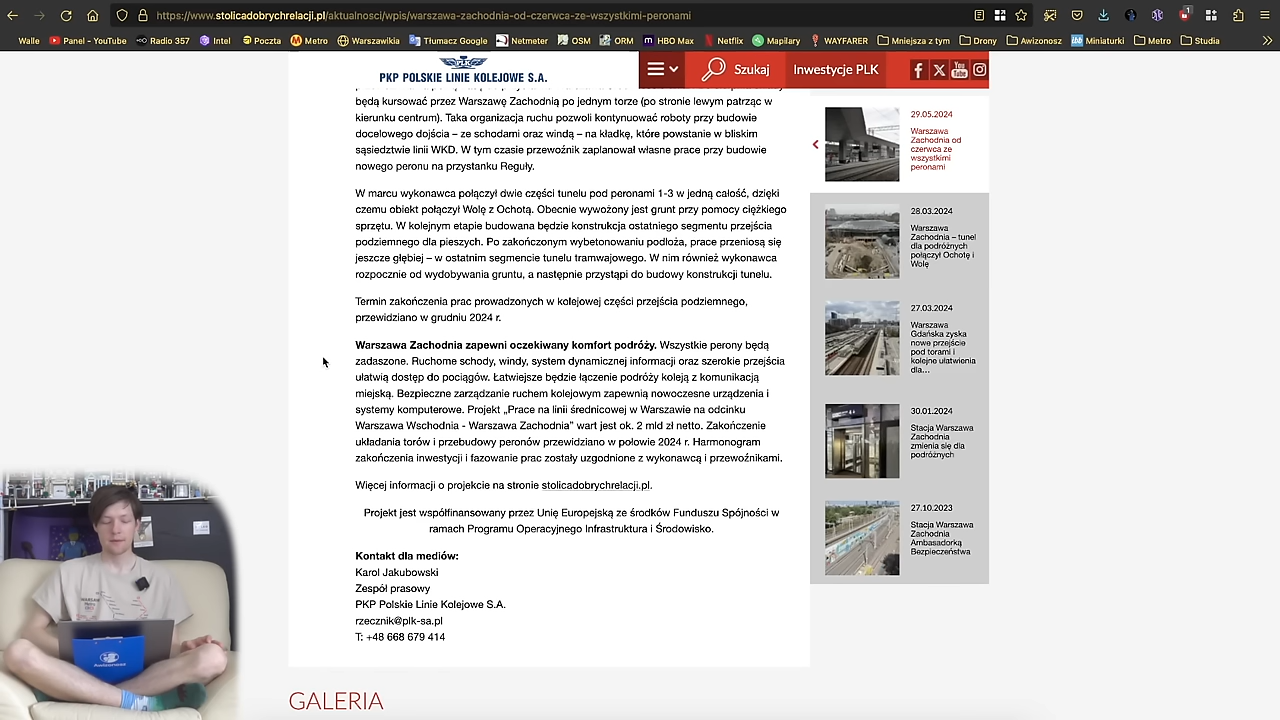 https://www.stolicadobrychrelacji.pl/aktualnosci/wpis/warszawa-zachodnia-od-czerwca-ze-wszystkimi-peronami
Walle
Panel - YouTube
Radio 357
Intel
Poczta
Metro
Warszawikia
Tłumacz Google
Netmeter
OSM
ORM
HBO Max
Netflix
Mapilary
WAYFARER
Mniejsza z tym
Drony
Awizonosz
Miniaturki
Metro
Studia
PKP POLSKIE LINIE KOLEJOWE S.A.
Szukaj
Inwestycje PLK
będą kursować przez Warszawę Zachodnią po jednym torze (po stronie lewym patrząc w
kierunku centrum). Taka organizacja ruchu pozwoli kontynuować roboty przy budowie
docelowego dojścia – ze schodami oraz windą – na kładkę, które powstanie w bliskim
sąsiedztwie linii WKD. W tym czasie przewoźnik zaplanował własne prace przy budowie
nowego peronu na przystanku Reguły.
W marcu wykonawca połączył dwie części tunelu pod peronami 1-3 w jedną całość, dzięki
czemu obiekt połączył Wolę z Ochotą. Obecnie wywożony jest grunt przy pomocy ciężkiego
sprzętu. W kolejnym etapie budowana będzie konstrukcja ostatniego segmentu przejścia
podziemnego dla pieszych. Po zakończonym wybetonowaniu podłoża, prace przeniosą się
jeszcze głębiej – w ostatnim segmencie tunelu tramwajowego. W nim również wykonawca
rozpocznie od wydobywania gruntu, a następnie przystąpi do budowy konstrukcji tunelu.
Termin zakończenia prac prowadzonych w kolejowej części przejścia podziemnego,
przewidziano w grudniu 2024 r.
Warszawa Zachodnia zapewni oczekiwany komfort podróży. Wszystkie perony będą
zadaszone. Ruchome schody, windy, system dynamicznej informacji oraz szerokie przejścia
ułatwią dostęp do pociągów. Łatwiejsze będzie łączenie podróży koleją z komunikacją
miejską. Bezpieczne zarządzanie ruchem kolejowym zapewnią nowoczesne urządzenia i
systemy komputerowe. Projekt „Prace na linii średnicowej w Warszawie na odcinku
Warszawa Wschodnia - Warszawa Zachodnia” wart jest ok. 2 mld zł netto. Zakończenie
układania torów i przebudowy peronów przewidziano w połowie 2024 r. Harmonogram
zakończenia inwestycji i fazowanie prac zostały uzgodnione z wykonawcą i przewoźnikami.
Więcej informacji o projekcie na stronie stolicadobrychrelacji.pl.
Projekt jest współfinansowany przez Unię Europejską ze środków Funduszu Spójności w
ramach Programu Operacyjnego Infrastruktura i Środowisko.
Kontakt dla mediów:
Karol Jakubowski
Zespół prasowy
PKP Polskie Linie Kolejowe S.A.
rzecznik@plk-sa.pl
T: +48 668 679 414
GALERIA
29.05.2024
Warszawa
Zachodnia od
czerwca ze
wszystkimi
peronami
28.03.2024
Warszawa
Zachodnia – tunel
dla podróżnych
połączył Ochotę i
Wolę
27.03.2024
Warszawa
Gdańska zyska
nowe przejście
pod torami i
kolejne ułatwienia
dla...
30.01.2024
Stacja Warszawa
Zachodnia
zmienia się dla
podróżnych
27.10.2023
Stacja Warszawa
Zachodnia
Ambasadorką
Bezpieczeństwa